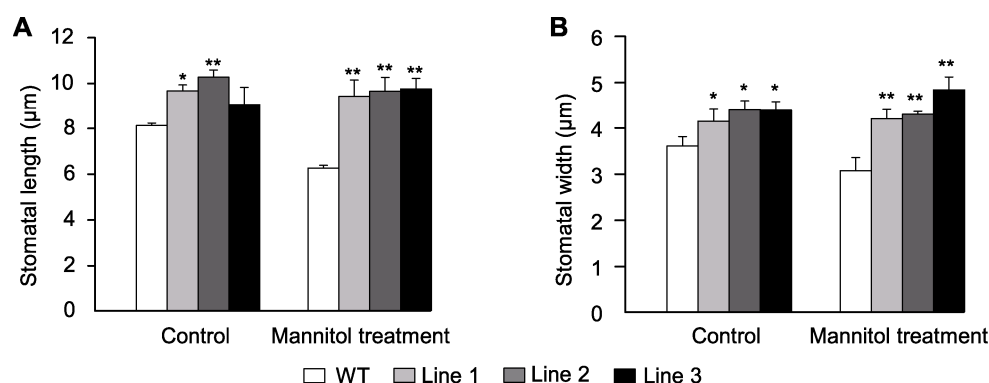 A
Stomatal length (μm)
12
10
8
6
4
2
0
* ** ** ** **
Control Mannitol treatment
B
Stomatal width (μm)
6
5
4
3
2
1
0
* * * ** ** **
Control Mannitol treatment
WT Line 1 Line 2 Line 3